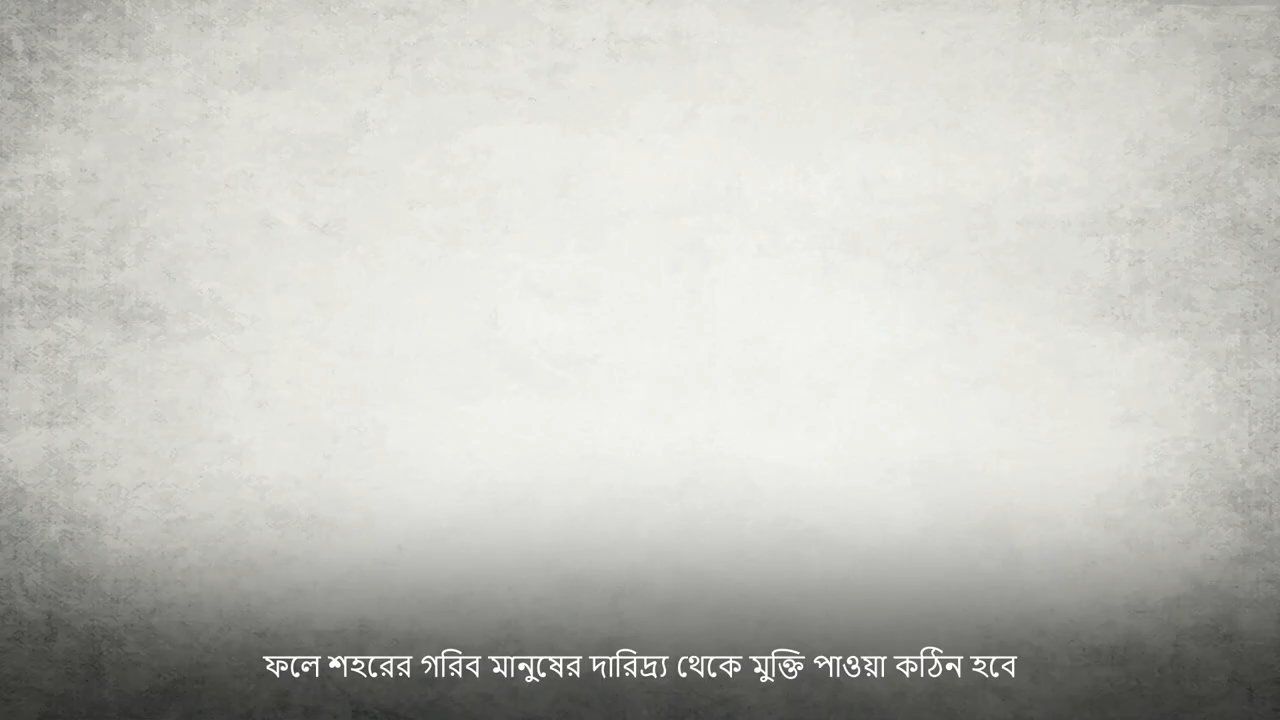 ফলে শহরের গরিব মানুষের দারিদ্র্য থেকে মুক্তি পাওয়া কঠিন হবে